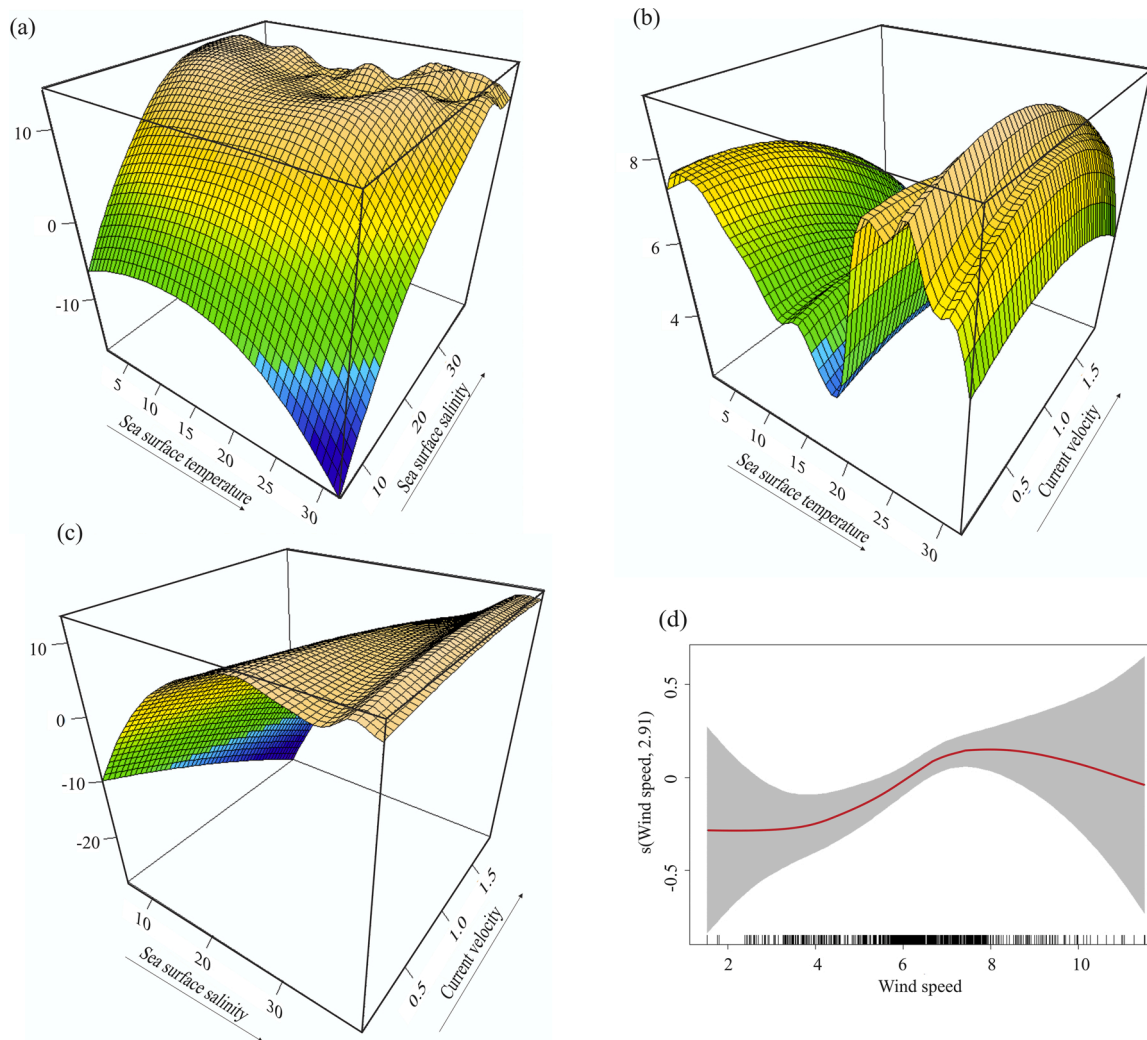 (a)
10
0
-10
5
10
15
20
25
30
Sea surface temperature
10
20
30
Sea surface salinity
(b)
8
6
4
5
10
15
20
25
30
Sea surface temperature
0.5
1.0
1.5
Current velocity
(c)
10
0
-10
-20
10
20
30
Sea surface salinity
0.5
1.0
1.5
Current velocity
(d)
0.5
0
-0.5
s(Wind speed, 2.91)
2 4 6 8 10
Wind speed